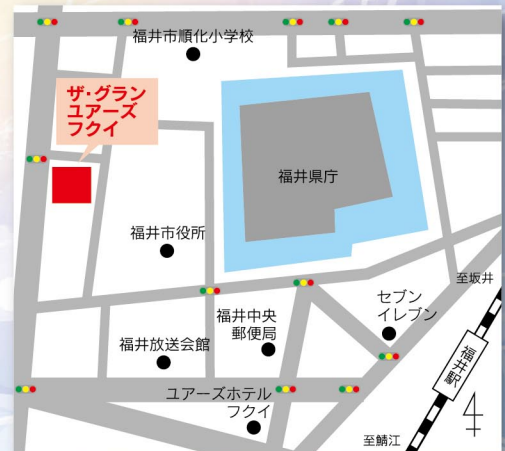 福井市順化小学校
ザ・グラン
ユアーズ
フクイ
福井県庁
福井市役所
至坂井
セブン
イレブン
福井中央
郵便局
福井放送会館
福井駅
ユアーズホテル
フクイ
至鯖江